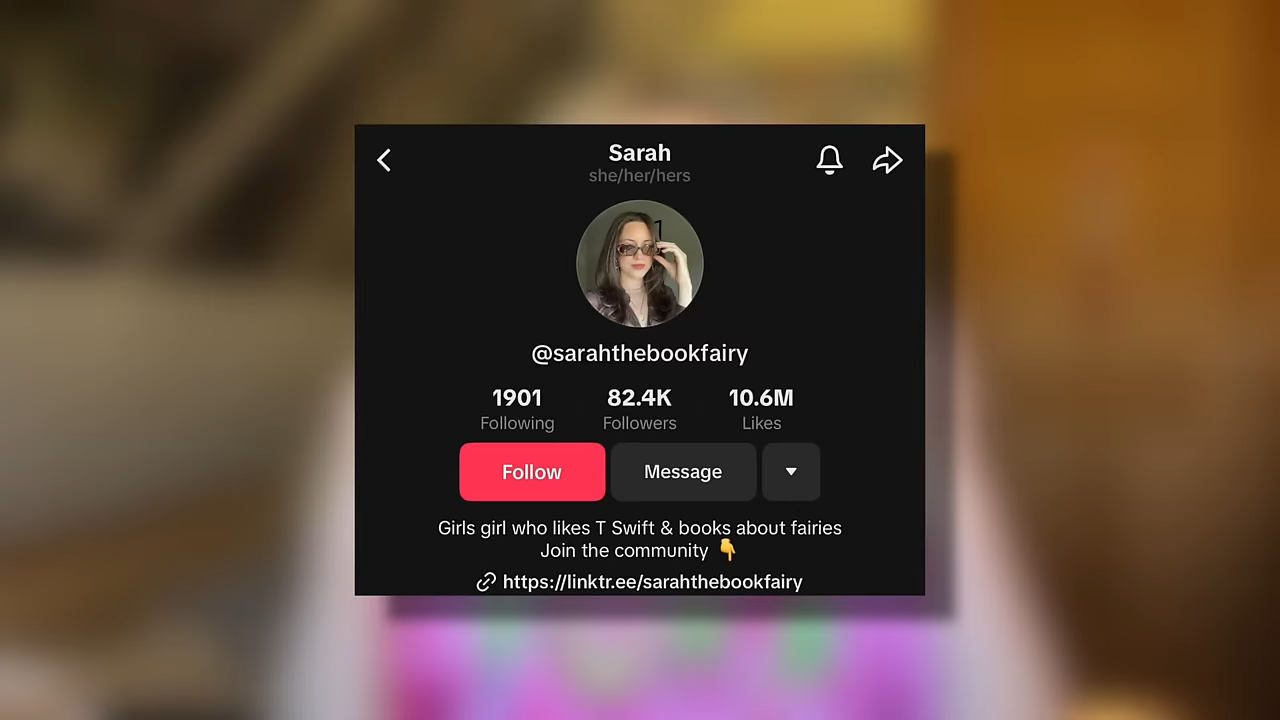 Sarah
she/her/hers
@sarahthebookfairy
1901 82.4K 10.6M
Following Followers Likes
Follow Message
Girls girl who likes T Swift & books about fairies
Join the community 👇
https://linktr.ee/sarahthebookfairy